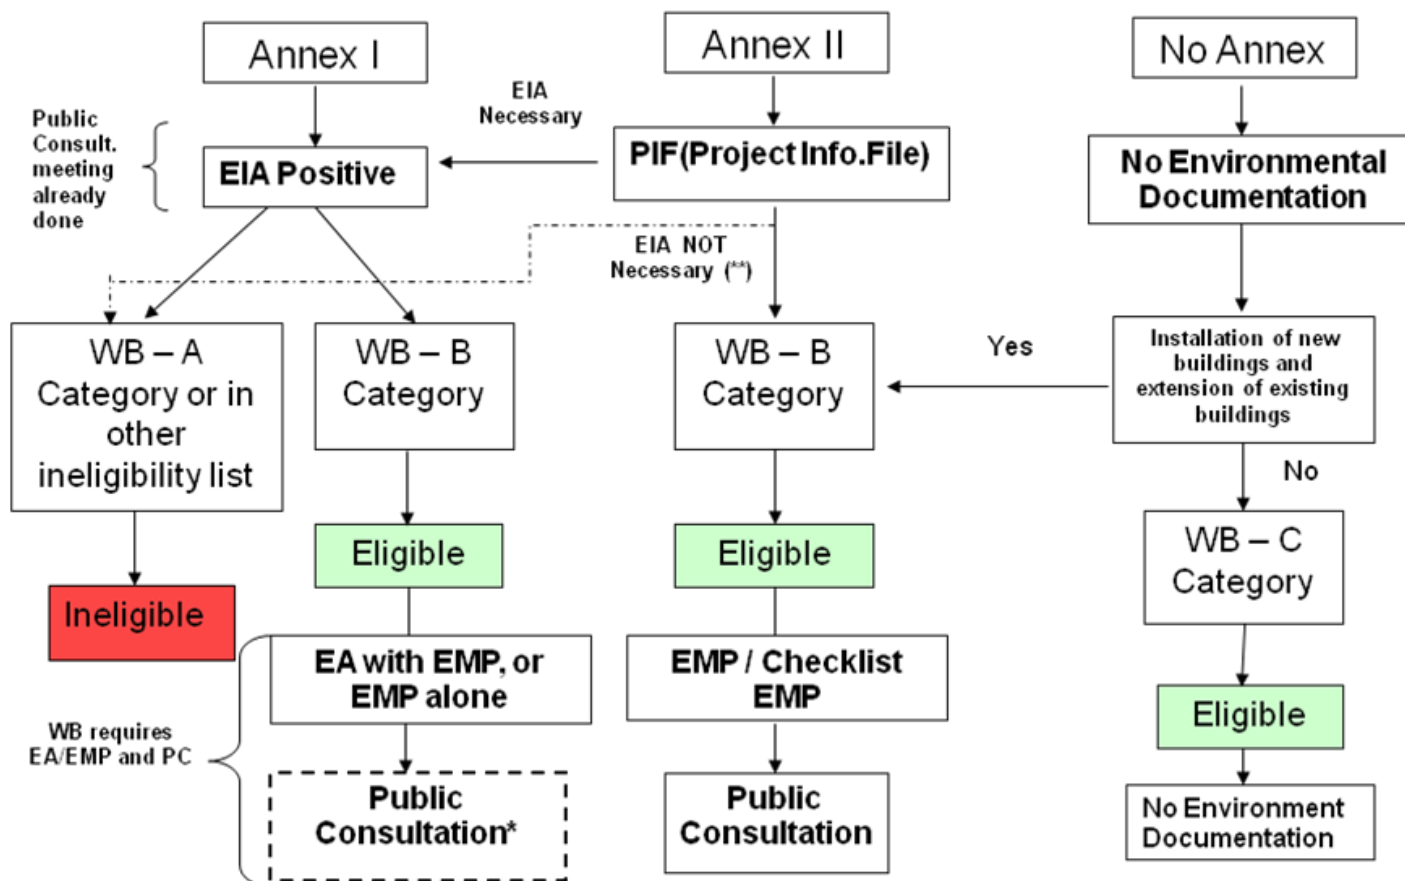 Annex I
Annex II
No Annex
EIA
Necessary
Public
Consult.
meeting
already
done
EIA Positive
PIF(Project Info.File)
No Environmental
Documentation
EIA NOT
Necessary (**)
WB – A
Category or in
other
ineligibility list
WB – B
Category
WB – B
Category
Yes
Installation of new
buildings and
extension of existing
buildings
No
Eligible
Eligible
WB – C
Category
Ineligible
EA with EMP, or
EMP alone
EMP / Checklist
EMP
Eligible
WB requires
EA/EMP and PC
Public
Consultation*
Public
Consultation
No Environment
Documentation